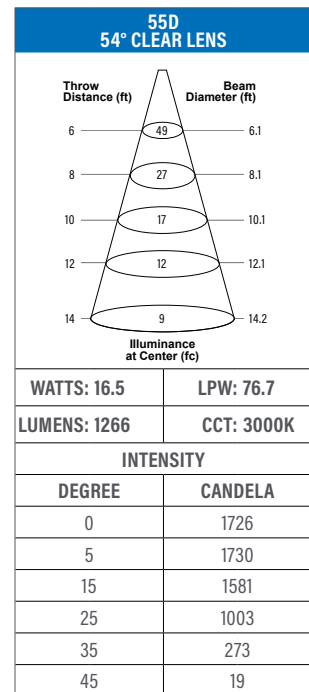 55D
54° CLEAR LENS
Throw Distance (ft) Beam Diameter (ft)
6 49 6.1
8 27 8.1
10 17 10.1
12 12 12.1
14 9 14.2
Illuminance
at Center (fc)
WATTS: 16.5 LPW: 76.7
LUMENS: 1266 CCT: 3000K
INTENSITY
DEGREE CANDELA
0 1726
5 1730
15 1581
25 1003
35 273
45 19